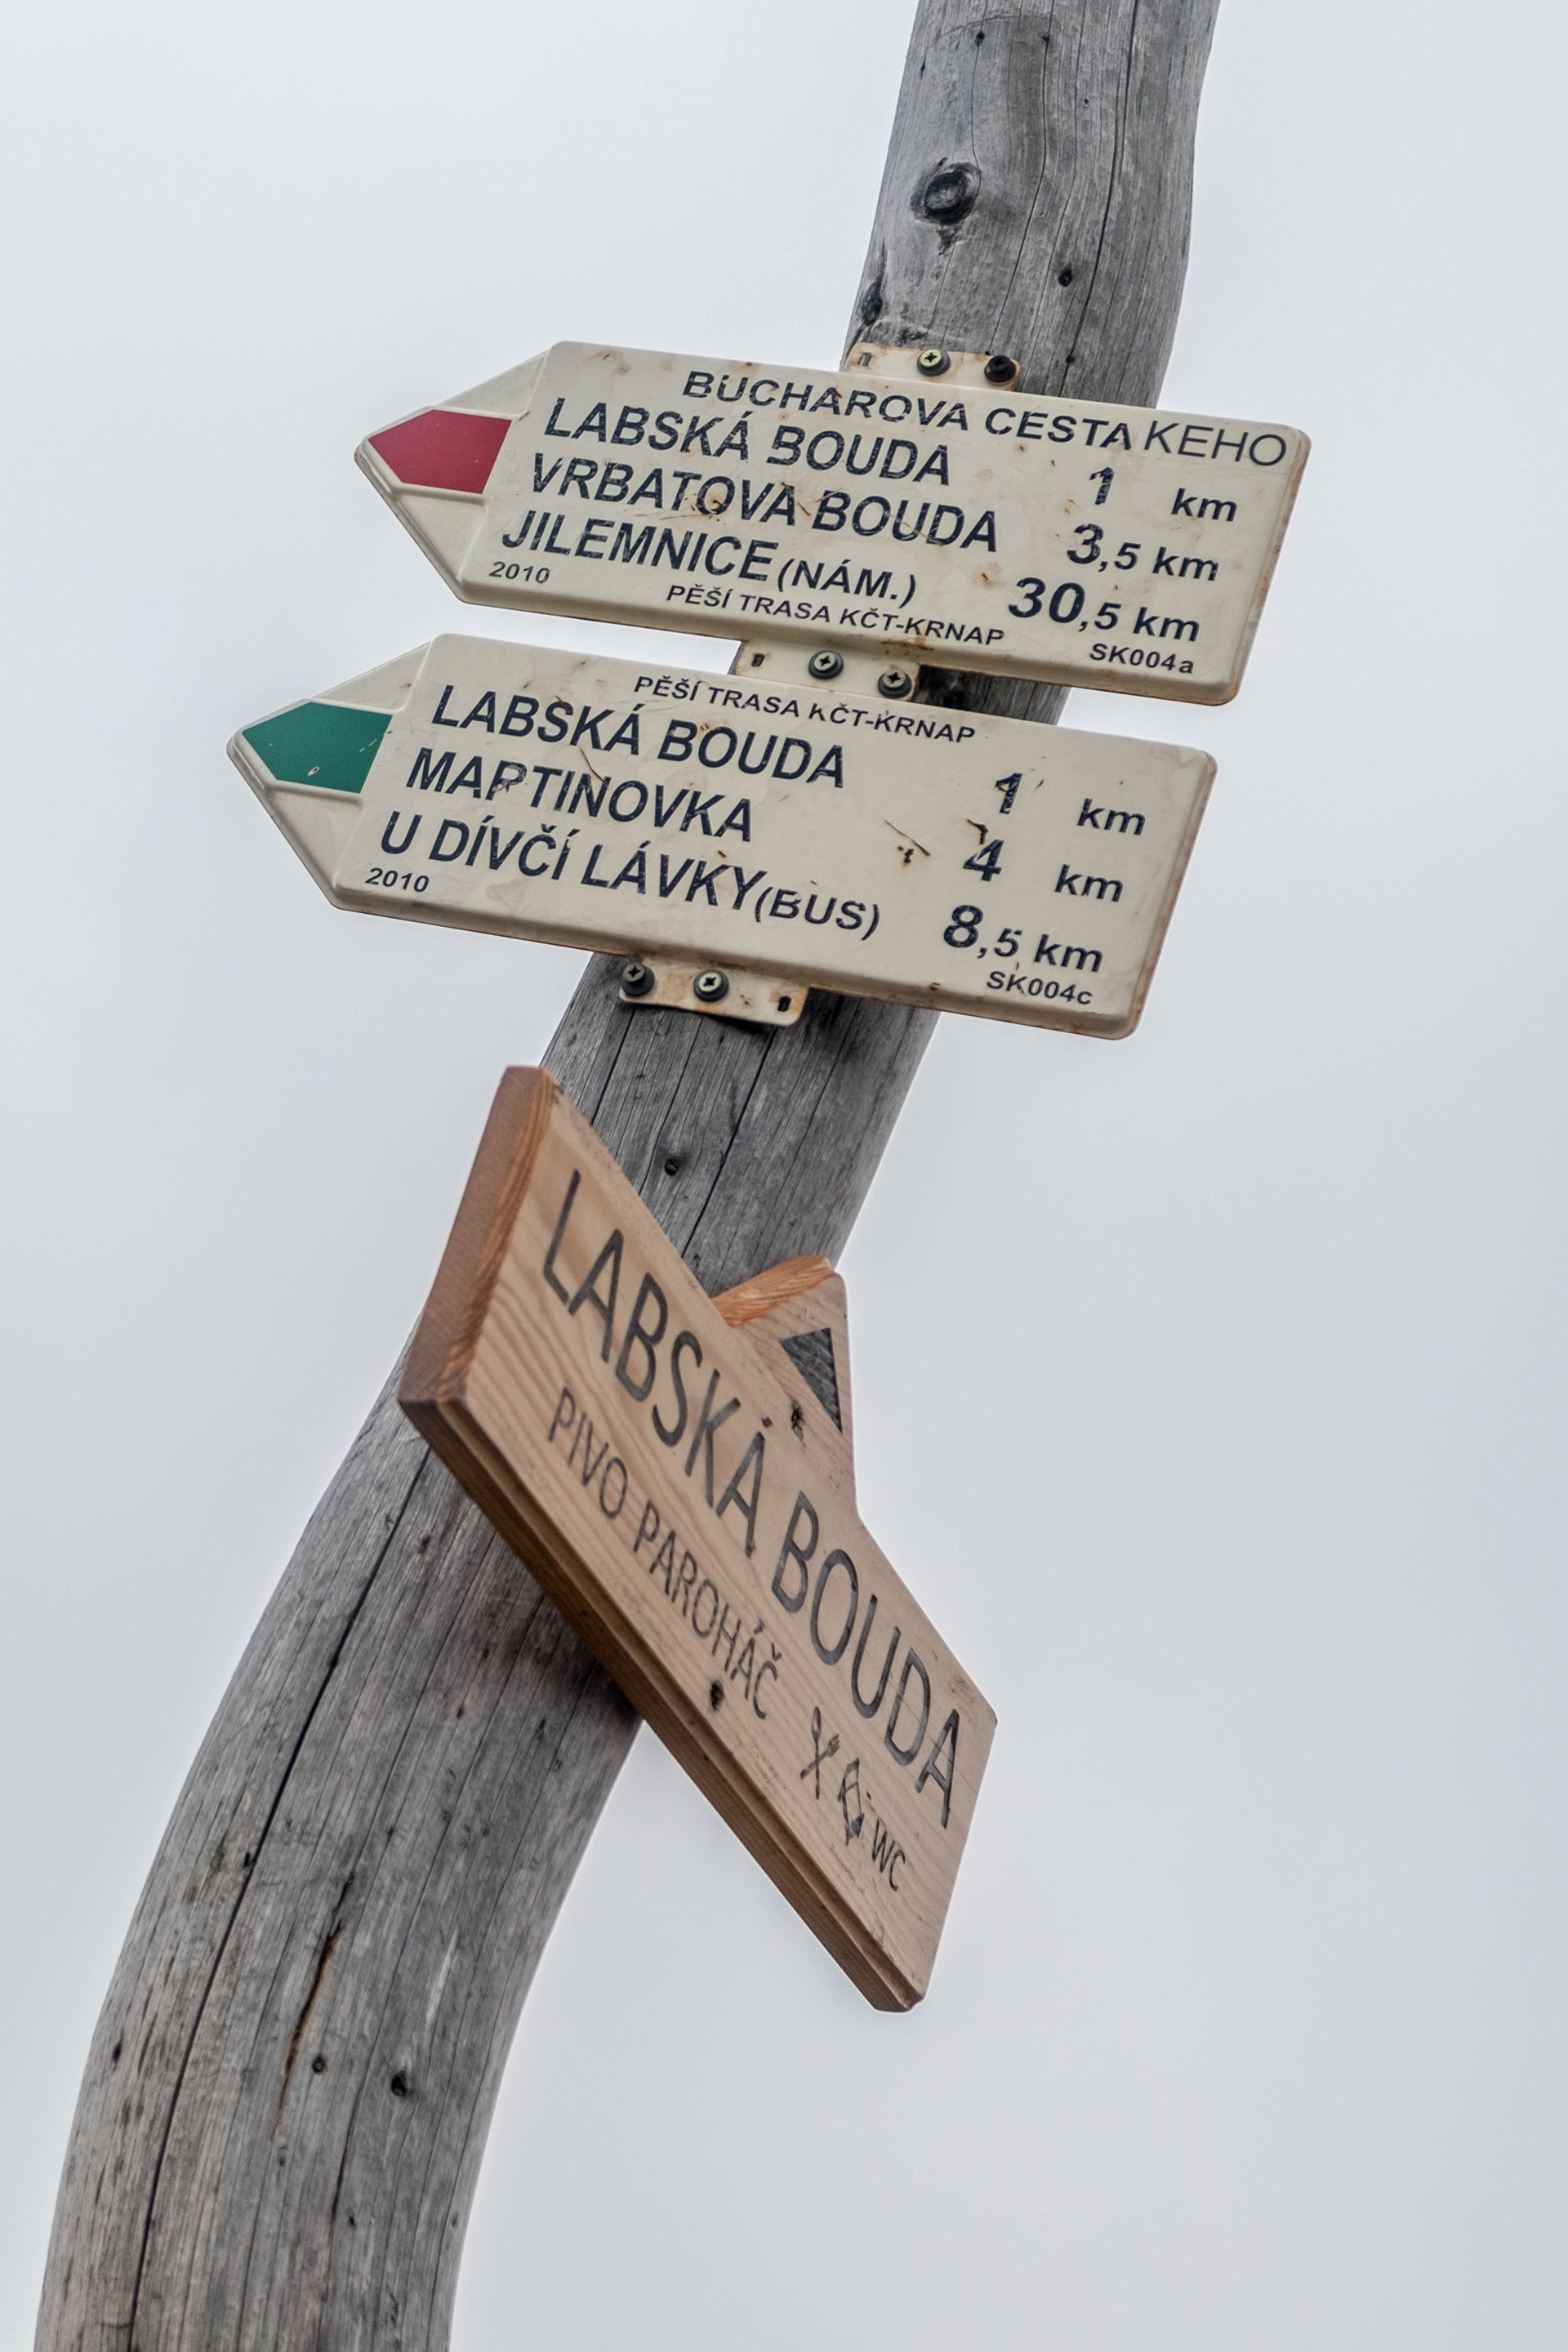 BUCHAROVA CESTA KEHO
LABSKÁ BOUDA 1 km
VRBATOVA BOUDA 3,5 km
JILEMNICE (NÁM.) 30,5 km
2010 PĚŠÍ TRASA KČT-KRNAP SK004a
PĚŠÍ TRASA KČT-KRNAP
LABSKÁ BOUDA 1 km
MARTINOVKA 4 km
U DÍVČÍ LÁVKY (BUS) 8,5 km
2010 SK004c
LABSKÁ BOUDA
PIVO PAROHÁČ WC